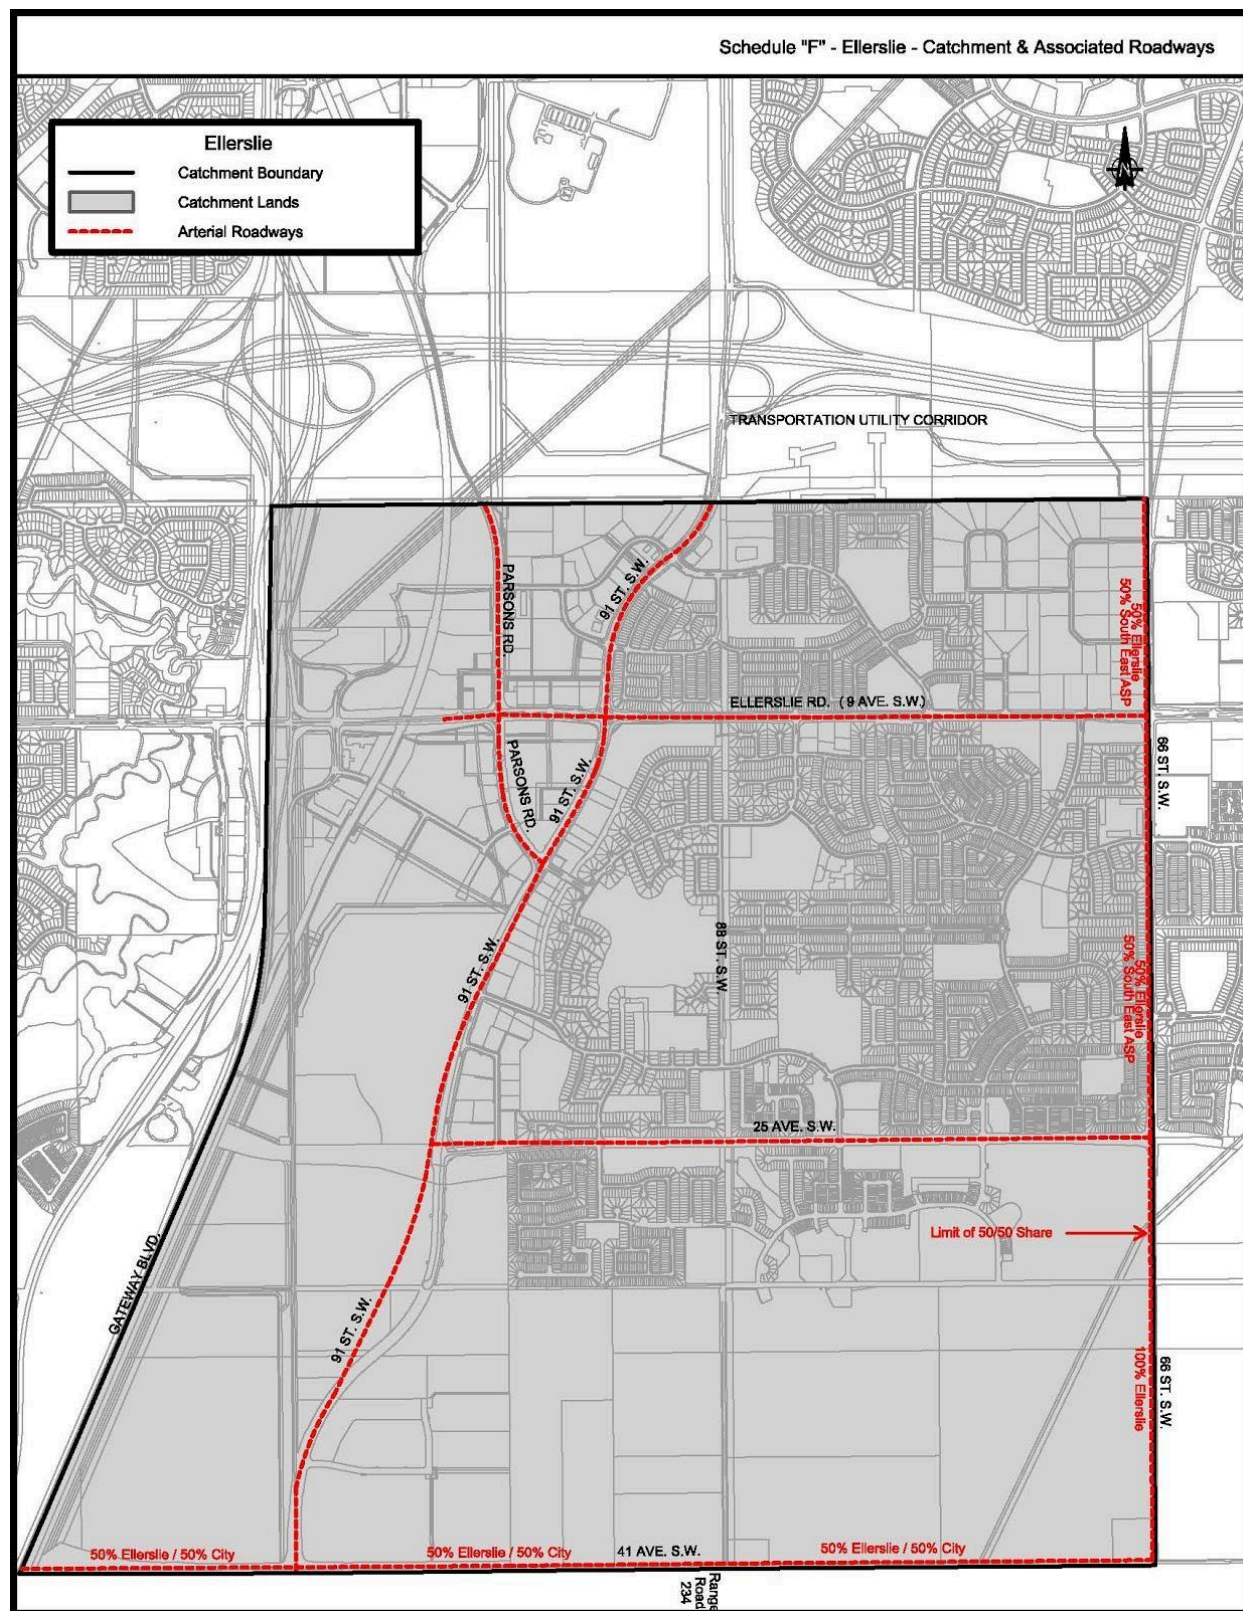 Schedule "F" - Ellerslie - Catchment & Associated Roadways
Ellerslie
Catchment Boundary
Catchment Lands
Arterial Roadways
N
TRANSPORTATION UTILITY CORRIDOR
PARSONS RD.
91 ST. S.W.
50% Ellerslie
50% South East ASP
ELLERSLIE RD. ( 9 AVE. S.W.)
PARSONS RD.
91 ST. S.W.
66 ST. S.W.
91 ST. S.W.
88 ST. S.W.
50% Ellerslie
50% South East ASP
25 AVE. S.W.
Limit of 50/50 Share
GATEWAY BLVD.
91 ST. S.W.
100% Ellerslie
66 ST. S.W.
50% Ellerslie / 50% City
50% Ellerslie / 50% City
41 AVE. S.W.
50% Ellerslie / 50% City
Range
Road
234